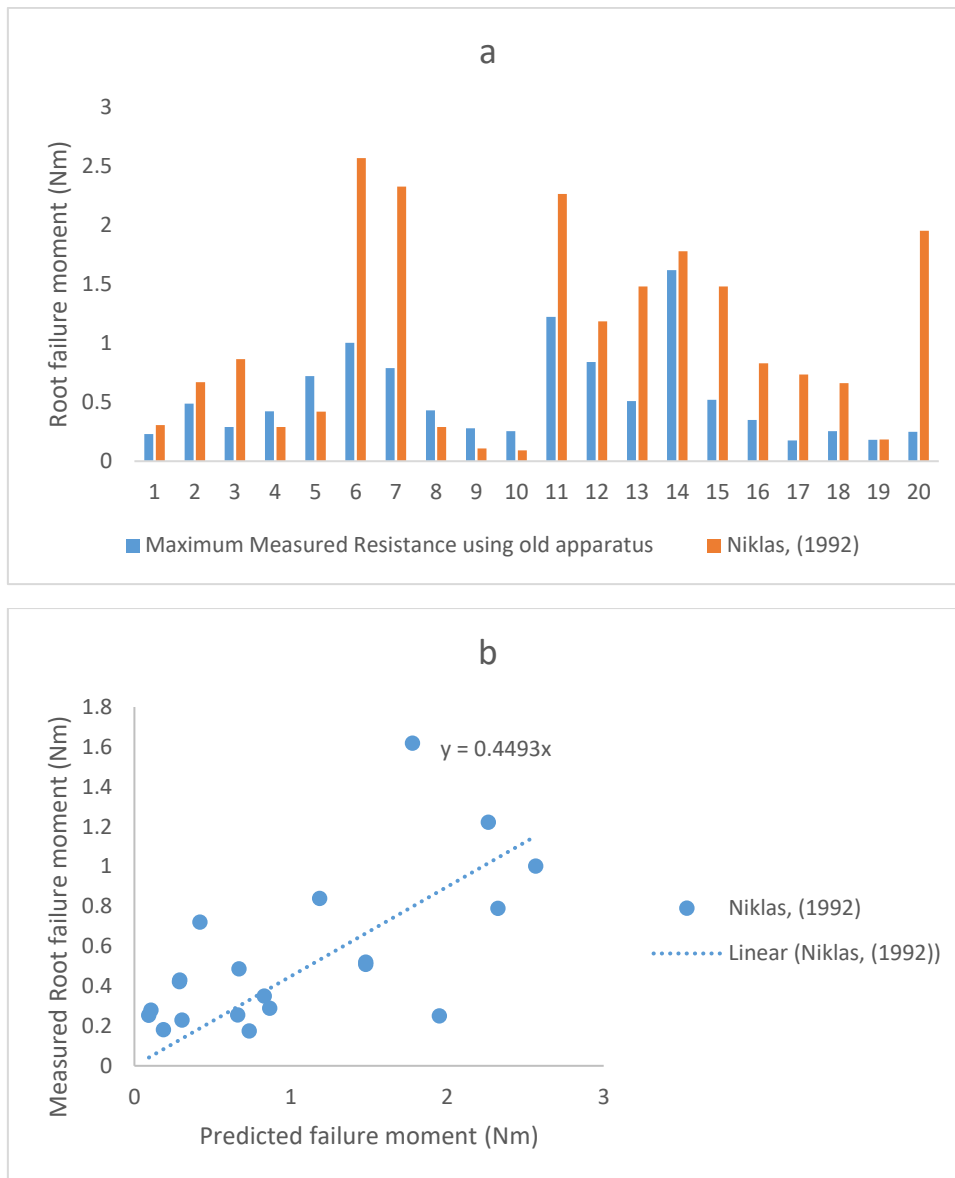 a
Root failure moment (Nm)
3
2.5
2
1.5
1
0.5
0
1 2 3 4 5 6 7 8 9 10 11 12 13 14 15 16 17 18 19 20
Maximum Measured Resistance using old apparatus Niklas, (1992)
b
Measured Root failure moment (Nm)
1.8
1.6
1.4
1.2
1
0.8
0.6
0.4
0.2
0
y = 0.4493x
0 1 2 3
Predicted failure moment (Nm)
Niklas, (1992)
Linear (Niklas, (1992))